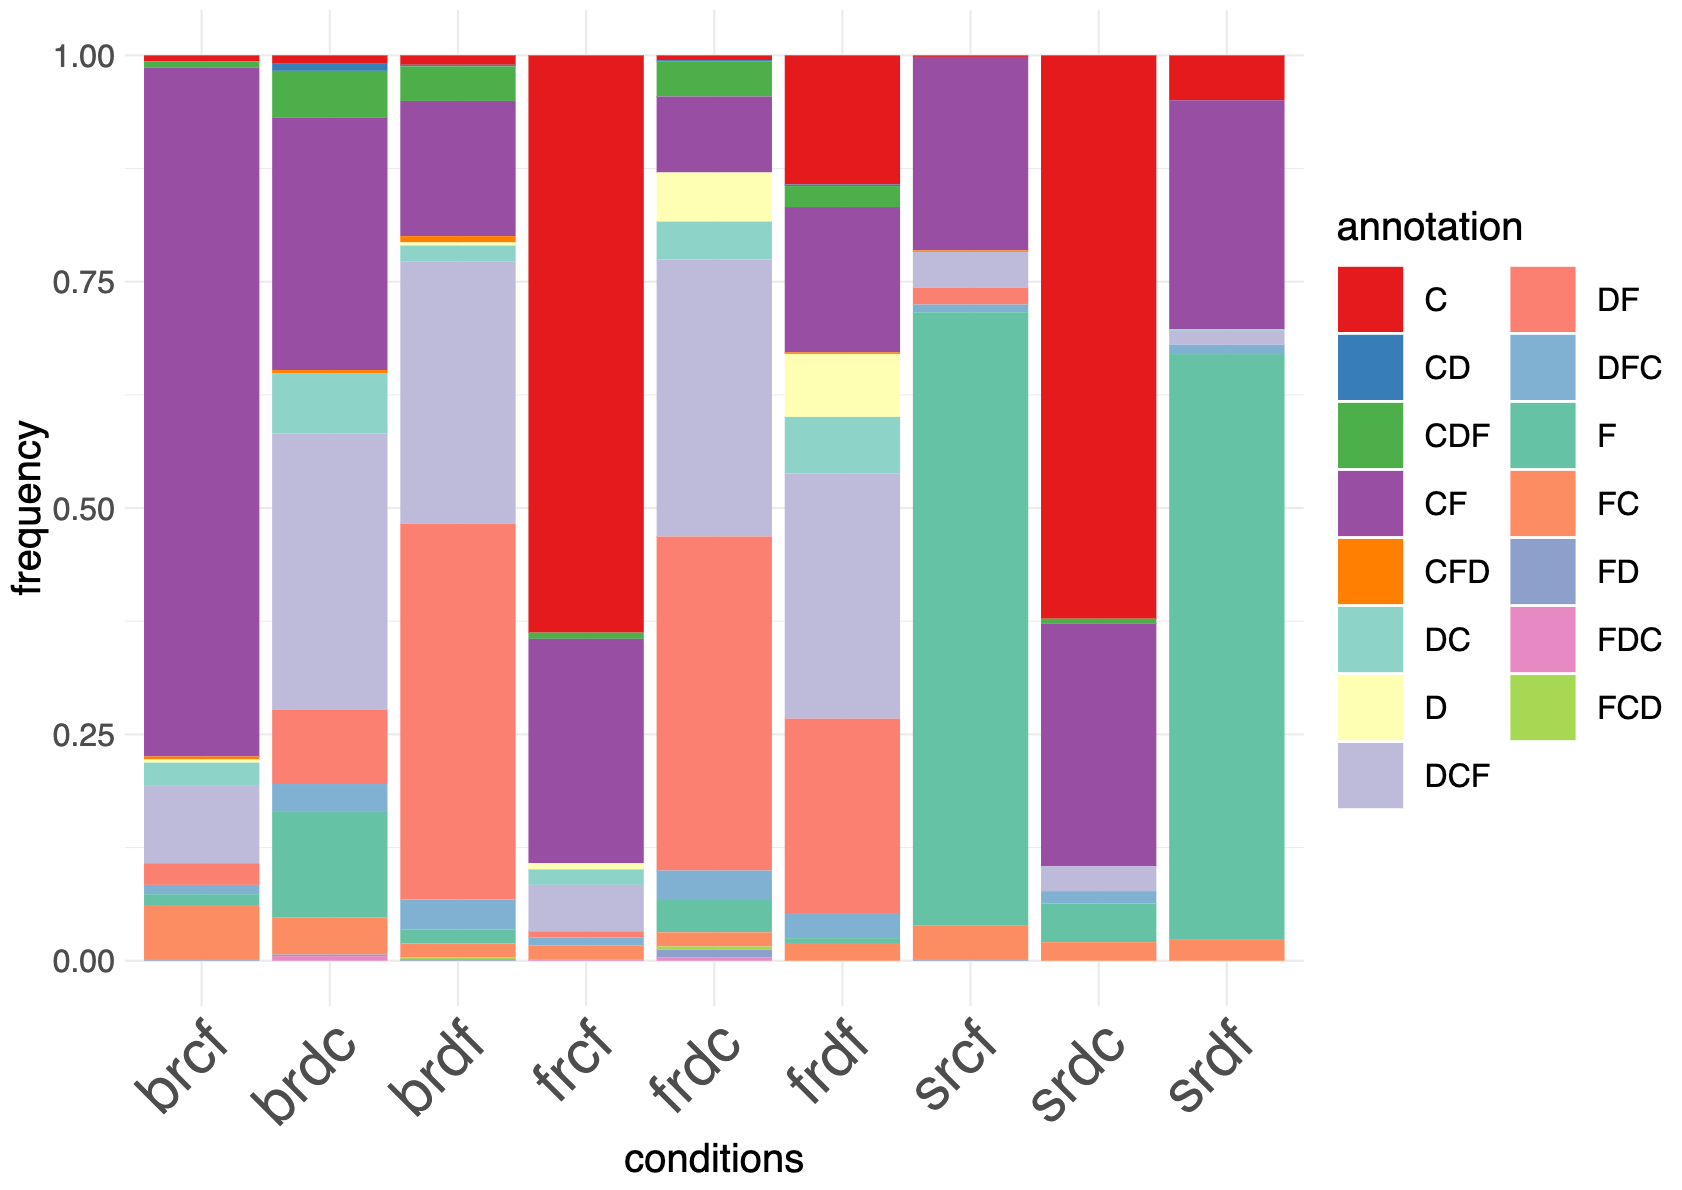 1.00
0.75
0.50
0.25
0.00
frequency
brcf
brdc
brdf
frcf
frdc
frdf
srcf
srdc
srdf
conditions
annotation
C
CD
CDF
CF
CFD
DC
D
DCF
DF
DFC
F
FC
FD
FDC
FCD